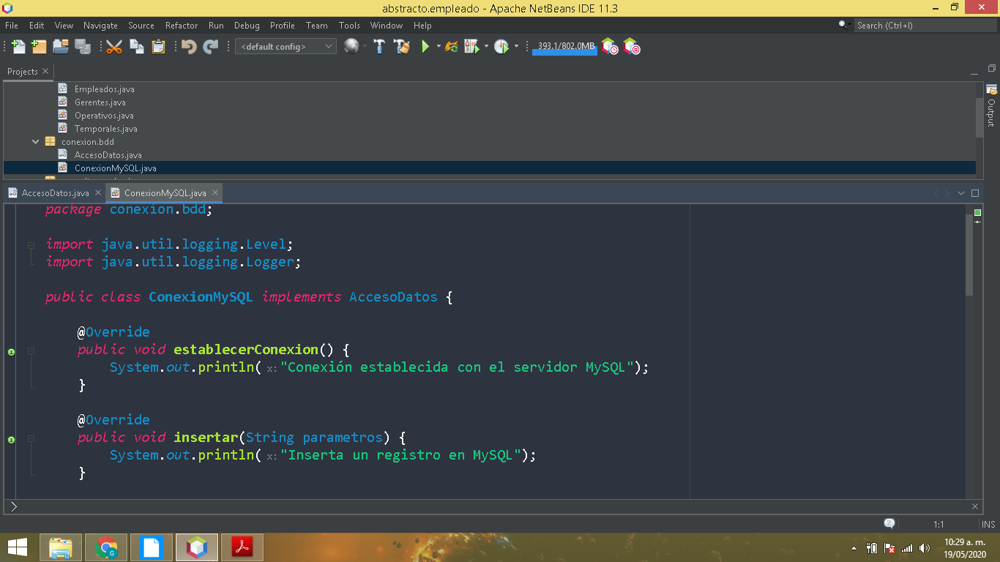 abstracto.empleado - Apache NetBeans IDE 11.3
File Edit View Navigate Source Refactor Run Debug Profile Team Tools Window Help
Search (Ctrl+I)
<default config>
393.1/802.0MB
Projects
Empleados.java
Gerentes.java
Operativos.java
Temporales.java
conexion.bdd
AccesoDatos.java
ConexionMySQL.java
Output
AccesoDatos.java ConexionMySQL.java
package conexion.bdd;
import java.util.logging.Level;
import java.util.logging.Logger;
public class ConexionMySQL implements AccesoDatos {
@Override
public void establecerConexion() {
System.out.println( x: "Conexión establecida con el servidor MySQL");
}
@Override
public void insertar(String parametros) {
System.out.println( x: "Inserta un registro en MySQL");
}
1:1 INS
10:29 a. m.
19/05/2020